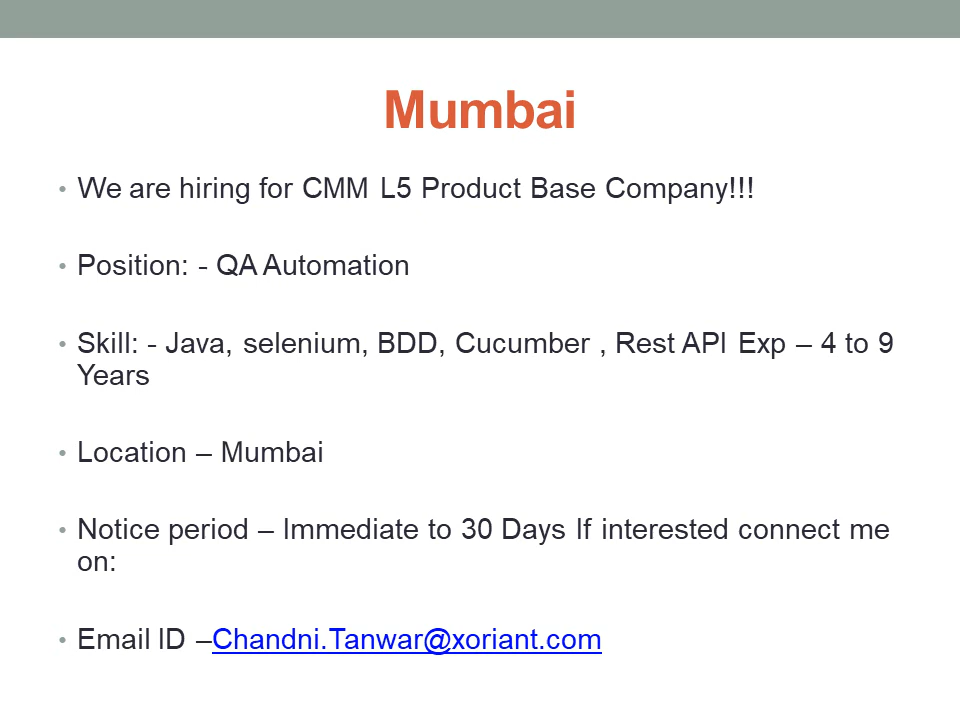 Mumbai
• We are hiring for CMM L5 Product Base Company!!!
• Position: - QA Automation
• Skill: - Java, selenium, BDD, Cucumber , Rest API Exp – 4 to 9
Years
• Location – Mumbai
• Notice period – Immediate to 30 Days If interested connect me
on:
• Email ID –Chandni.Tanwar@xoriant.com